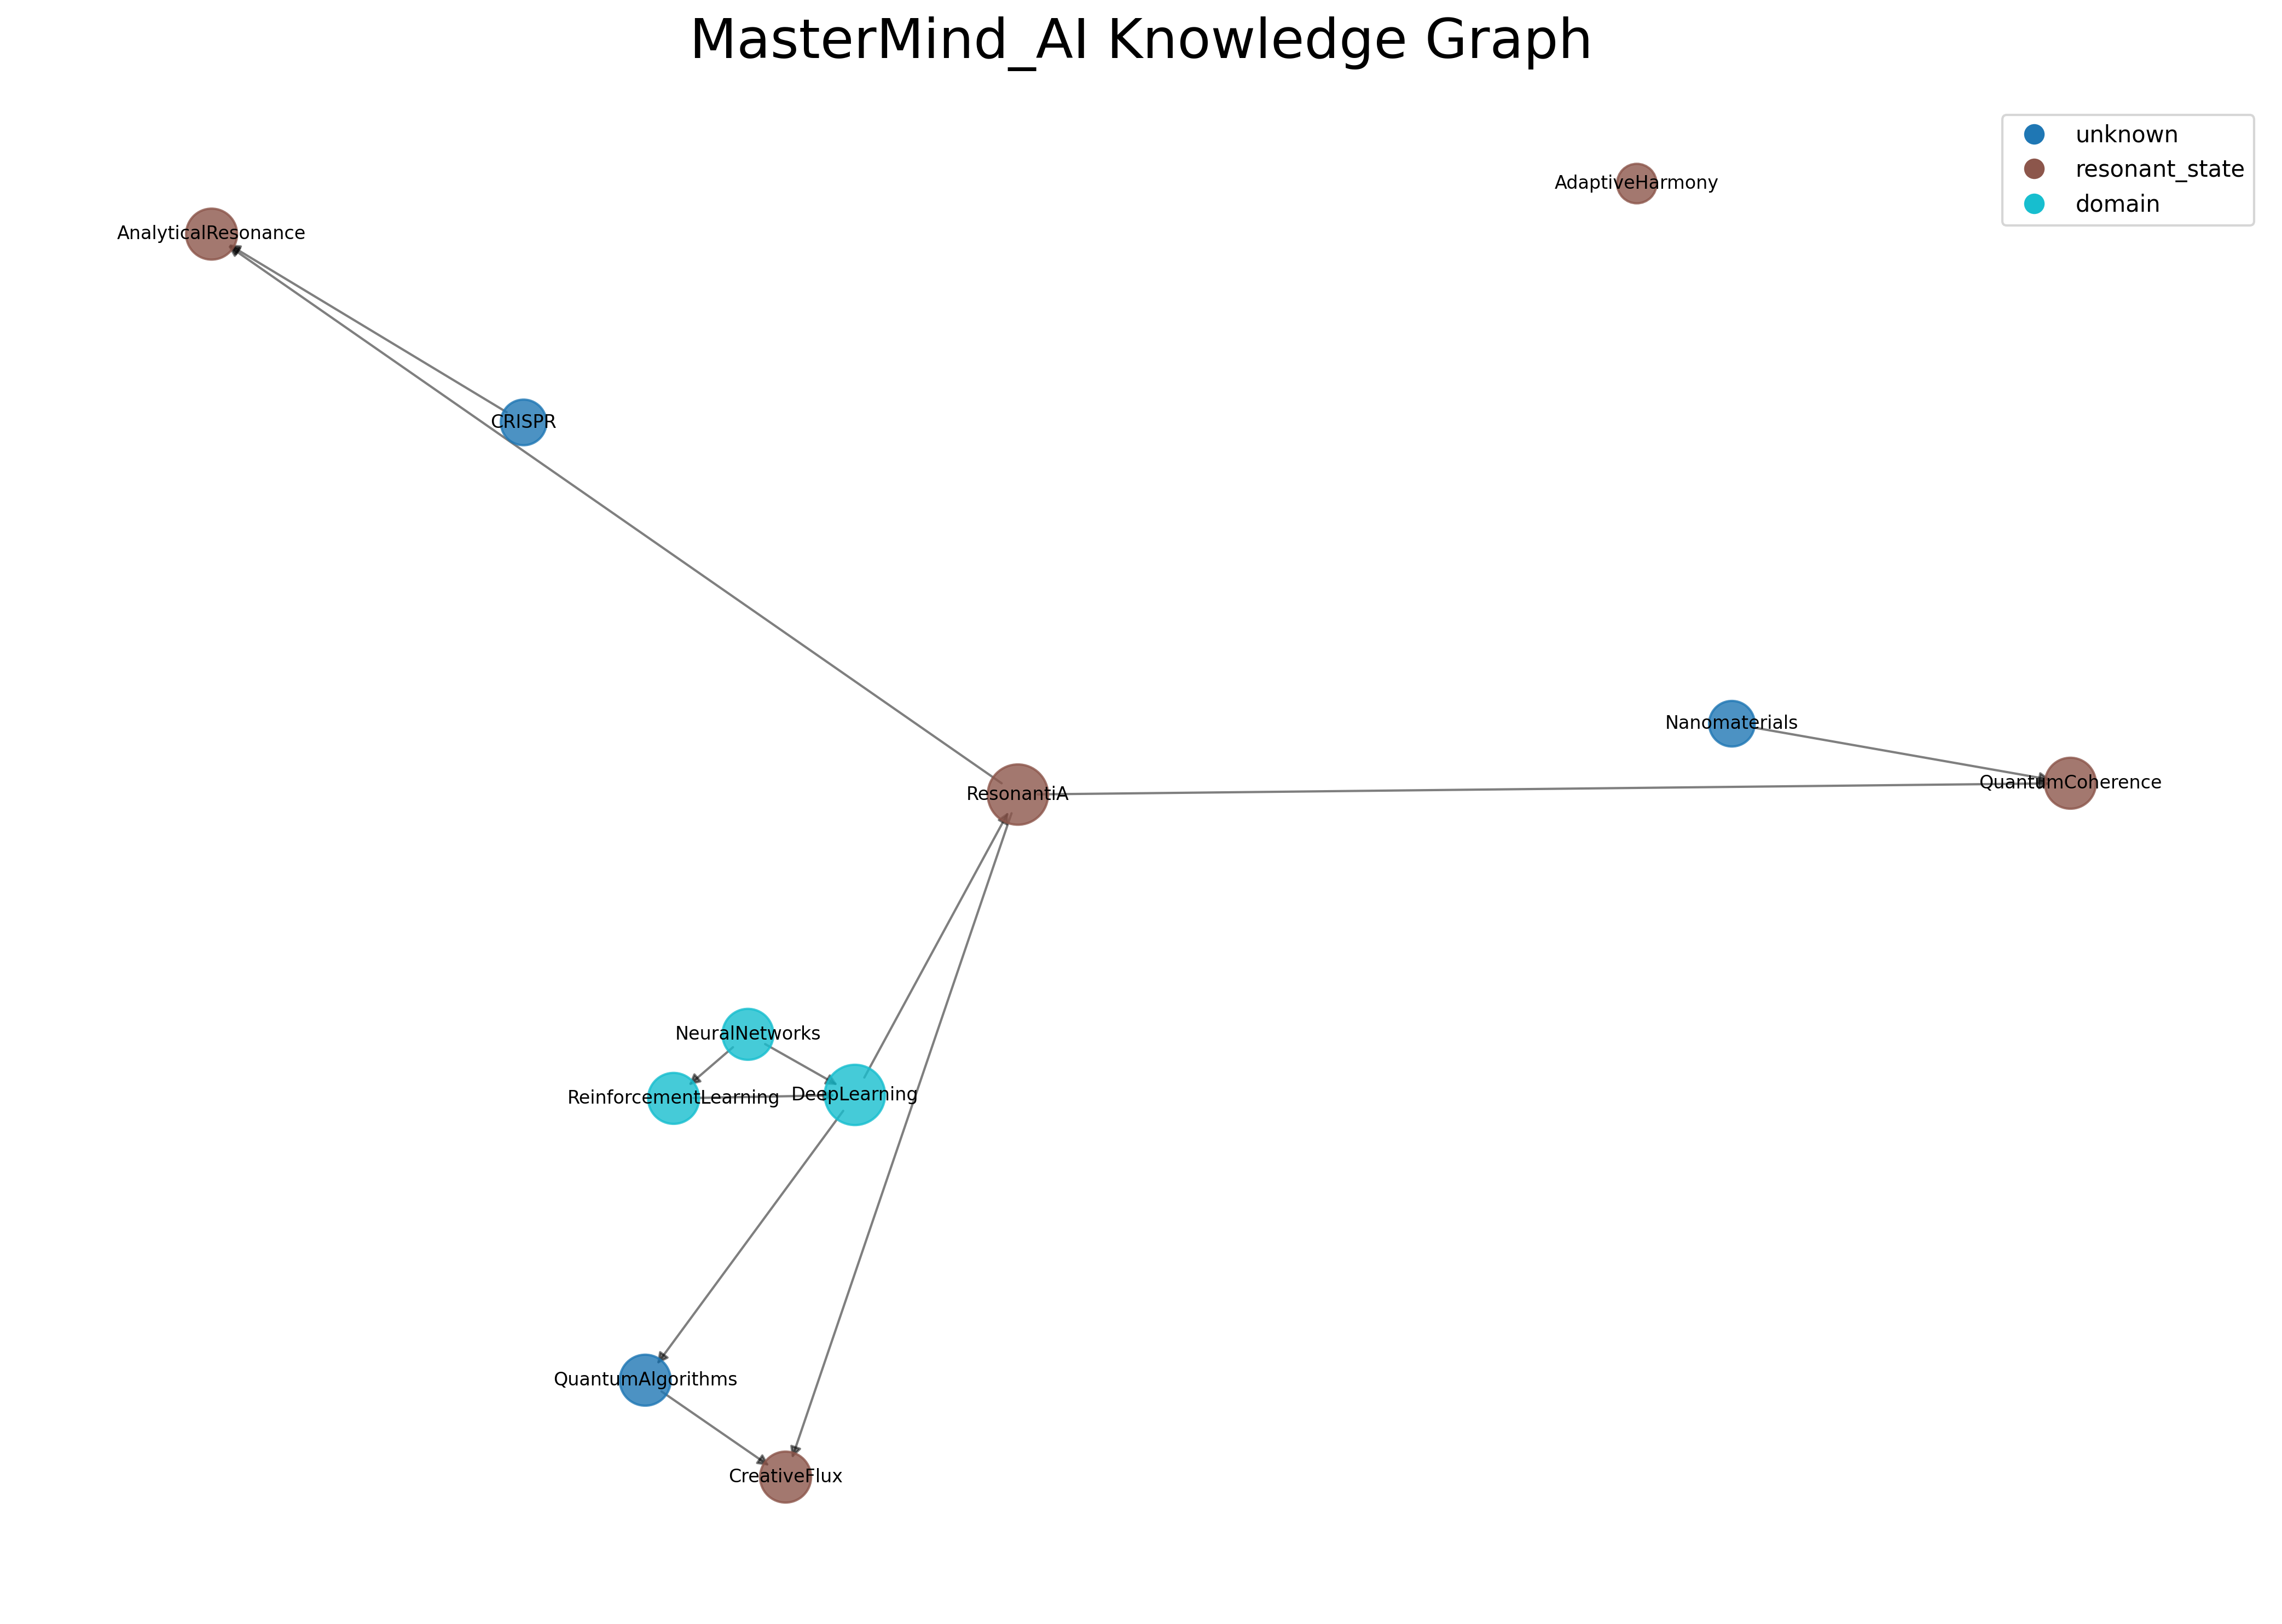 MasterMind_AI Knowledge Graph
unknown
resonant_state
domain
AdaptiveHarmony
AnalyticalResonance
CRISPR
Nanomaterials
QuantumCoherence
ResonantiA
NeuralNetworks
DeepLearning
ReinforcementLearning
QuantumAlgorithms
CreativeFlux